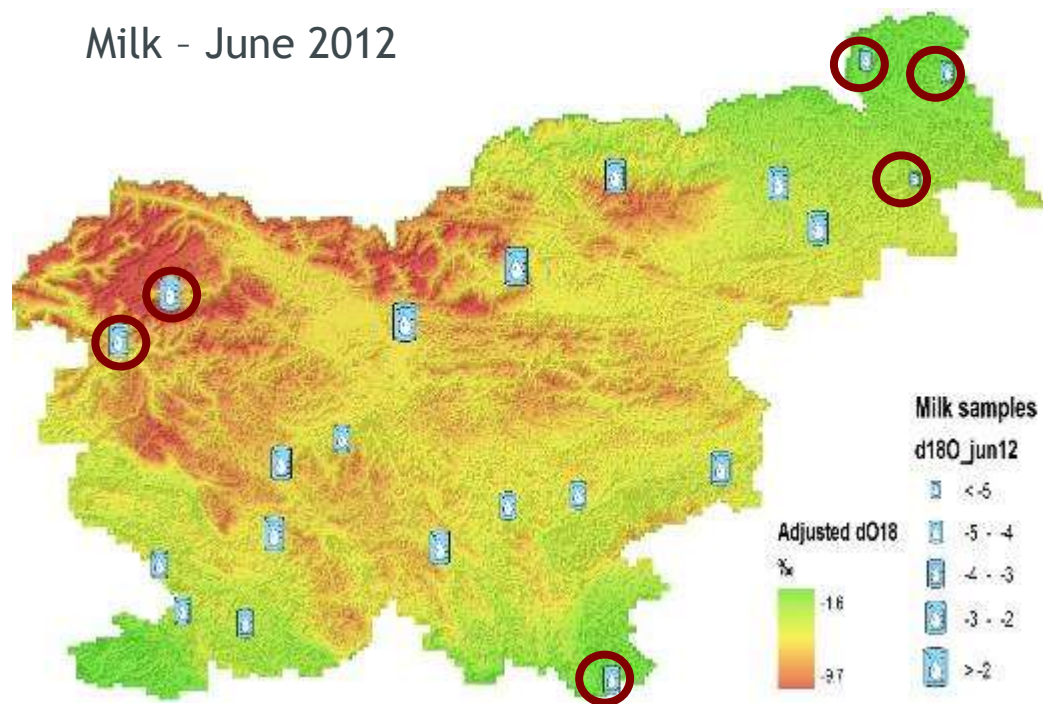 Milk – June 2012
Milk samples
d18O_jun12
< -5
-5 - -4
-4 - -3
-3 - -2
> -2
Adjusted dO18
‰
-1.6
-9.7